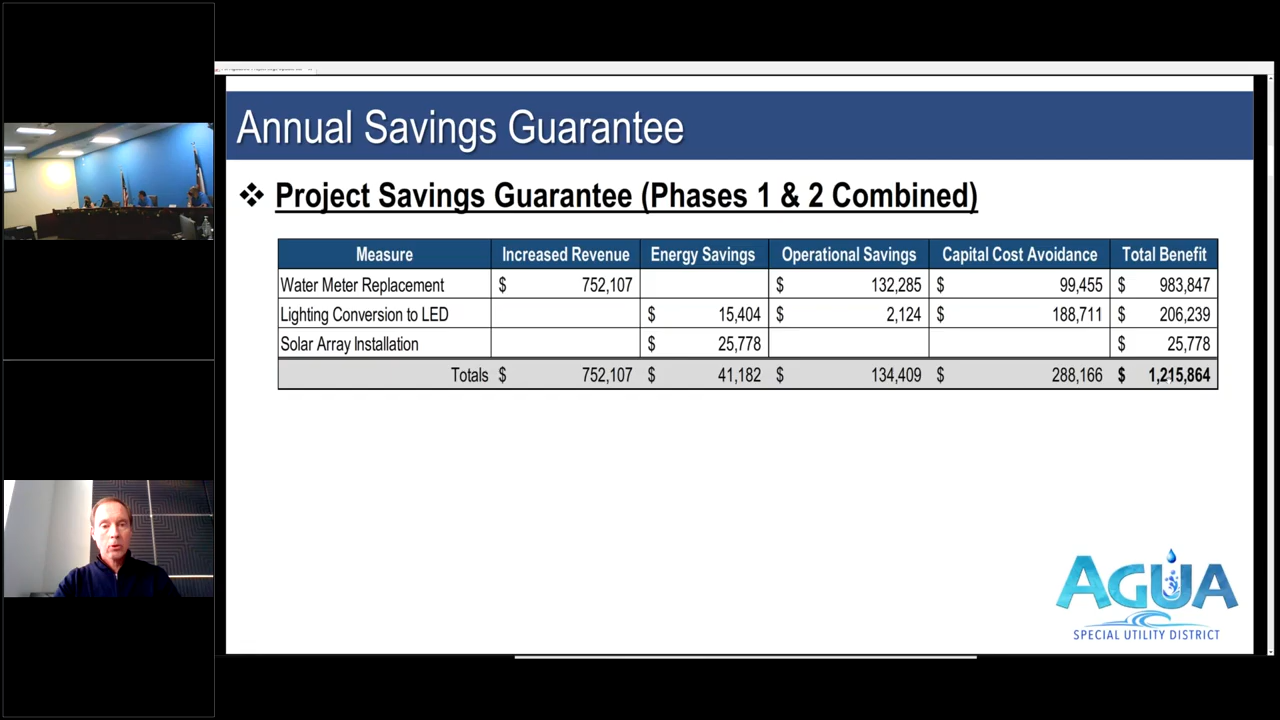 Annual Savings Guarantee
❖ Project Savings Guarantee (Phases 1 & 2 Combined)
Measure Increased Revenue Energy Savings Operational Savings Capital Cost Avoidance Total Benefit
Water Meter Replacement $ 752,107 $ 132,285 $ 99,455 $ 983,847
Lighting Conversion to LED $ 15,404 $ 2,124 $ 188,711 $ 206,239
Solar Array Installation $ 25,778 $ 25,778
Totals $ 752,107 $ 41,182 $ 134,409 $ 288,166 $ 1,215,864
AGUA
SPECIAL UTILITY DISTRICT